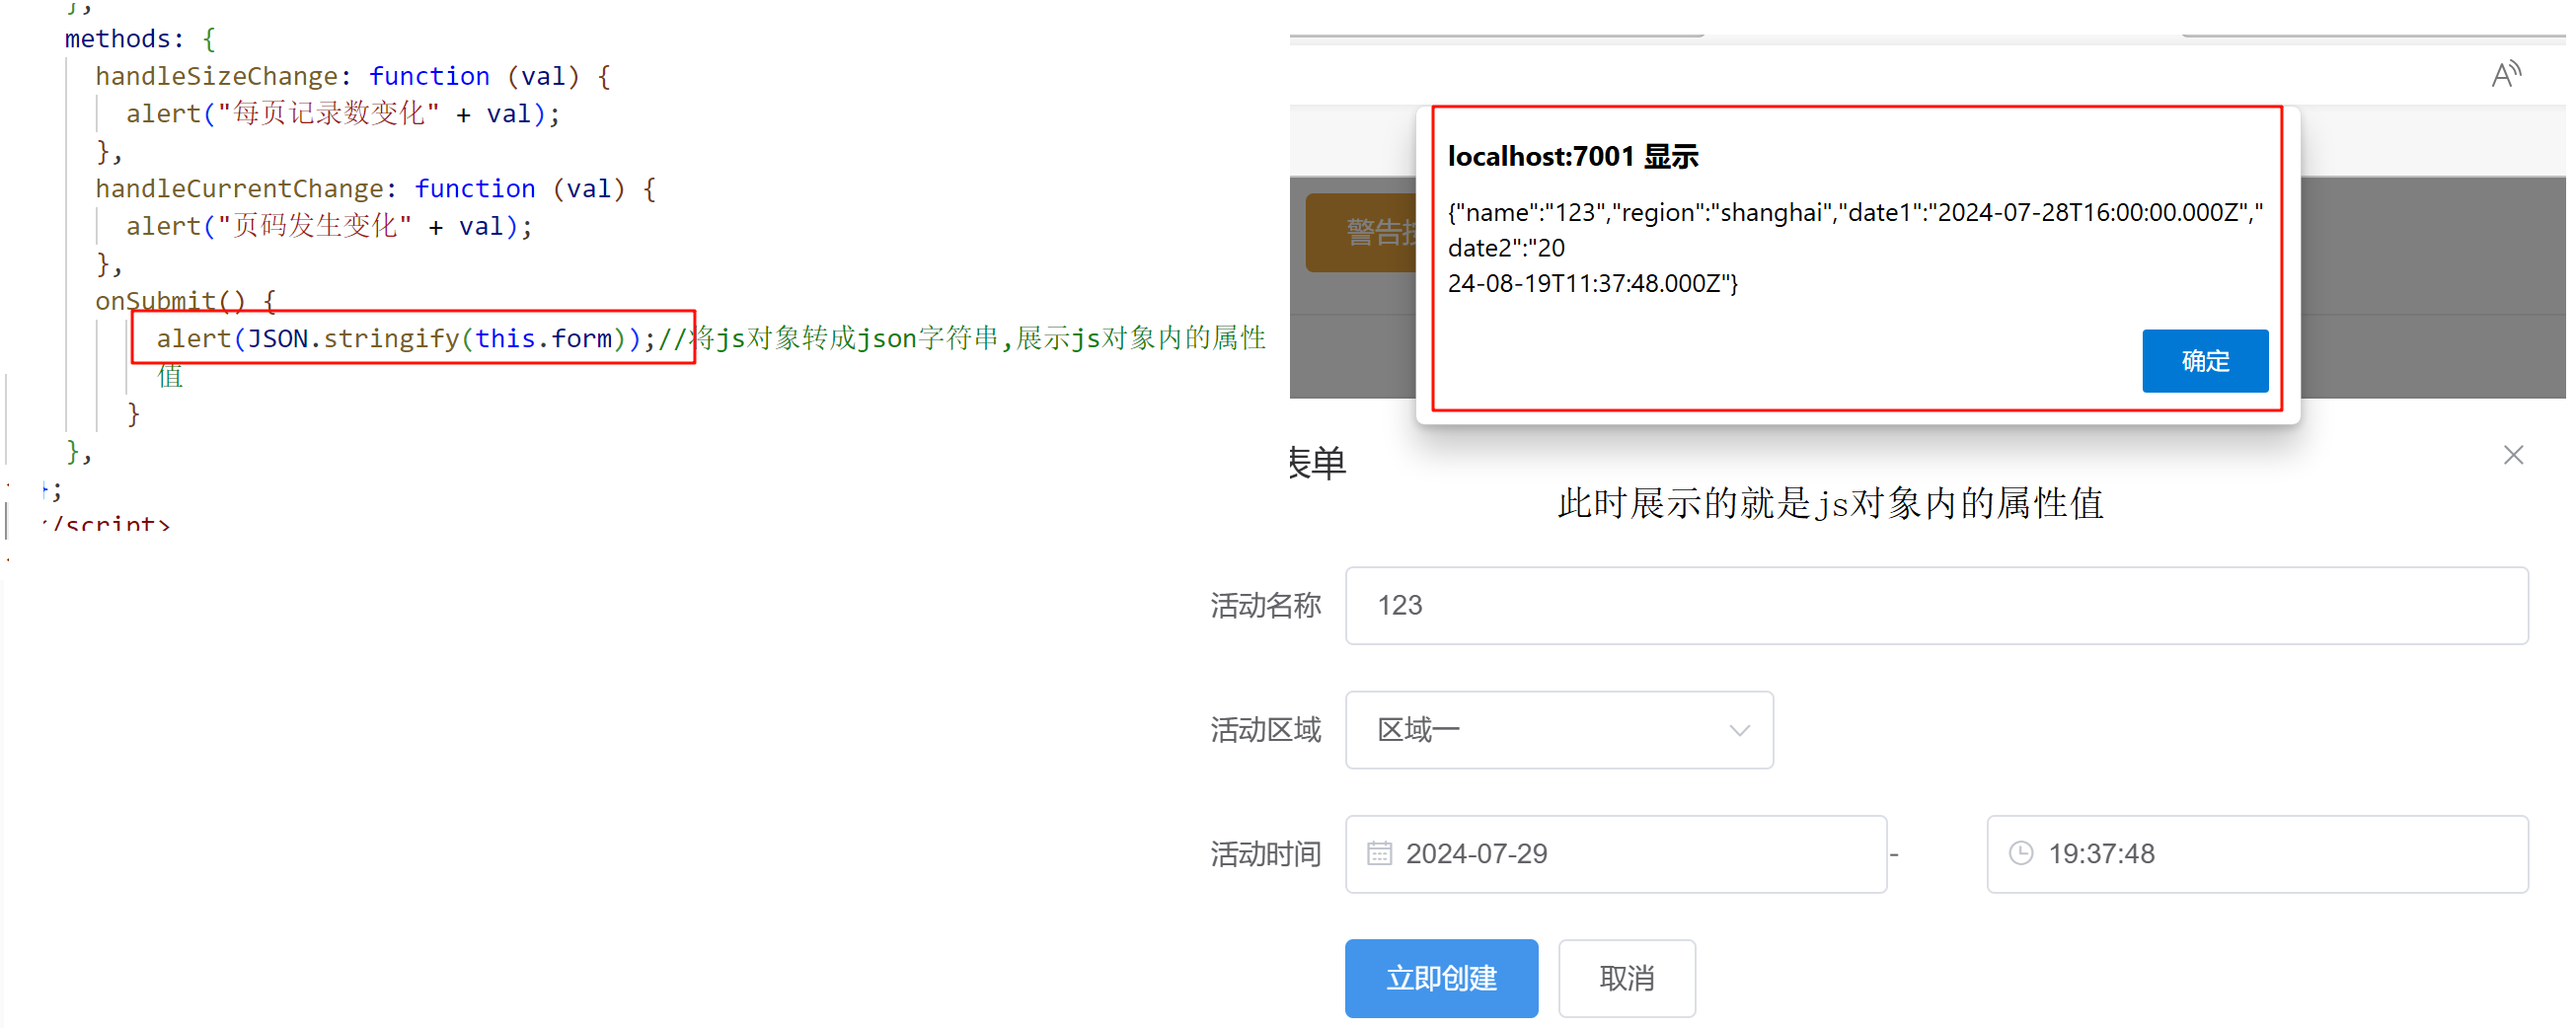 },
methods: {
handleSizeChange: function (val) {
alert("每页记录数变化" + val);
},
handleCurrentChange: function (val) {
alert("页码发生变化" + val);
},
onSubmit() {
alert(JSON.stringify(this.form));//将js对象转成json字符串,展示js对象内的属性
值
}
},
};
</script>
localhost:7001 显示
{"name":"123","region":"shanghai","date1":"2024-07-28T16:00:00.000Z","
date2":"20
24-08-19T11:37:48.000Z"}
确定
警告按
表单
此时展示的就是js对象内的属性值
活动名称 123
活动区域 区域一
活动时间 2024-07-29 - 19:37:48
立即创建 取消